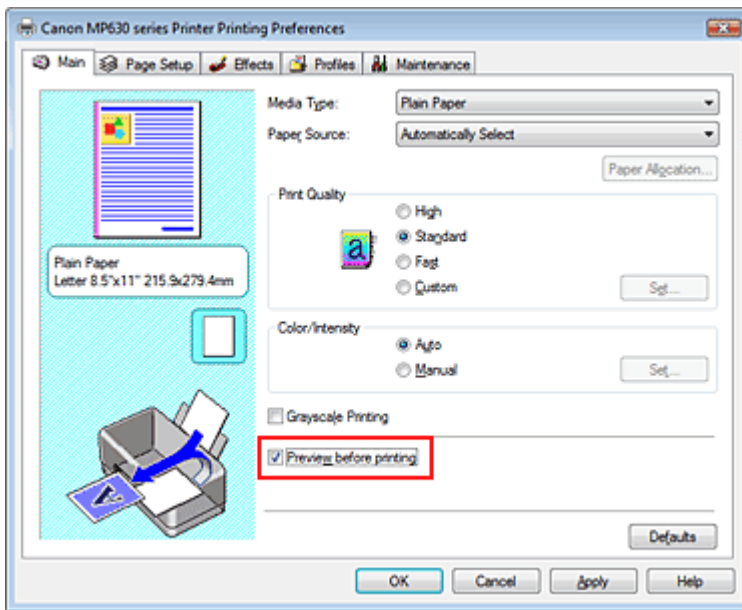 Canon MP630 series Printer Printing Preferences
Main
Page Setup
Effects
Profiles
Maintenance
Media Type:
Plain Paper
Paper Source:
Automatically Select
Paper Allocation...
Print Quality
High
a
Standard
Fast
Custom
Set...
Plain Paper
Letter 8.5"x11" 215.9x279.4mm
Color/Intensity
Auto
Manual
Set...
Grayscale Printing
Preview before printing
A
Defaults
OK
Cancel
Apply
Help